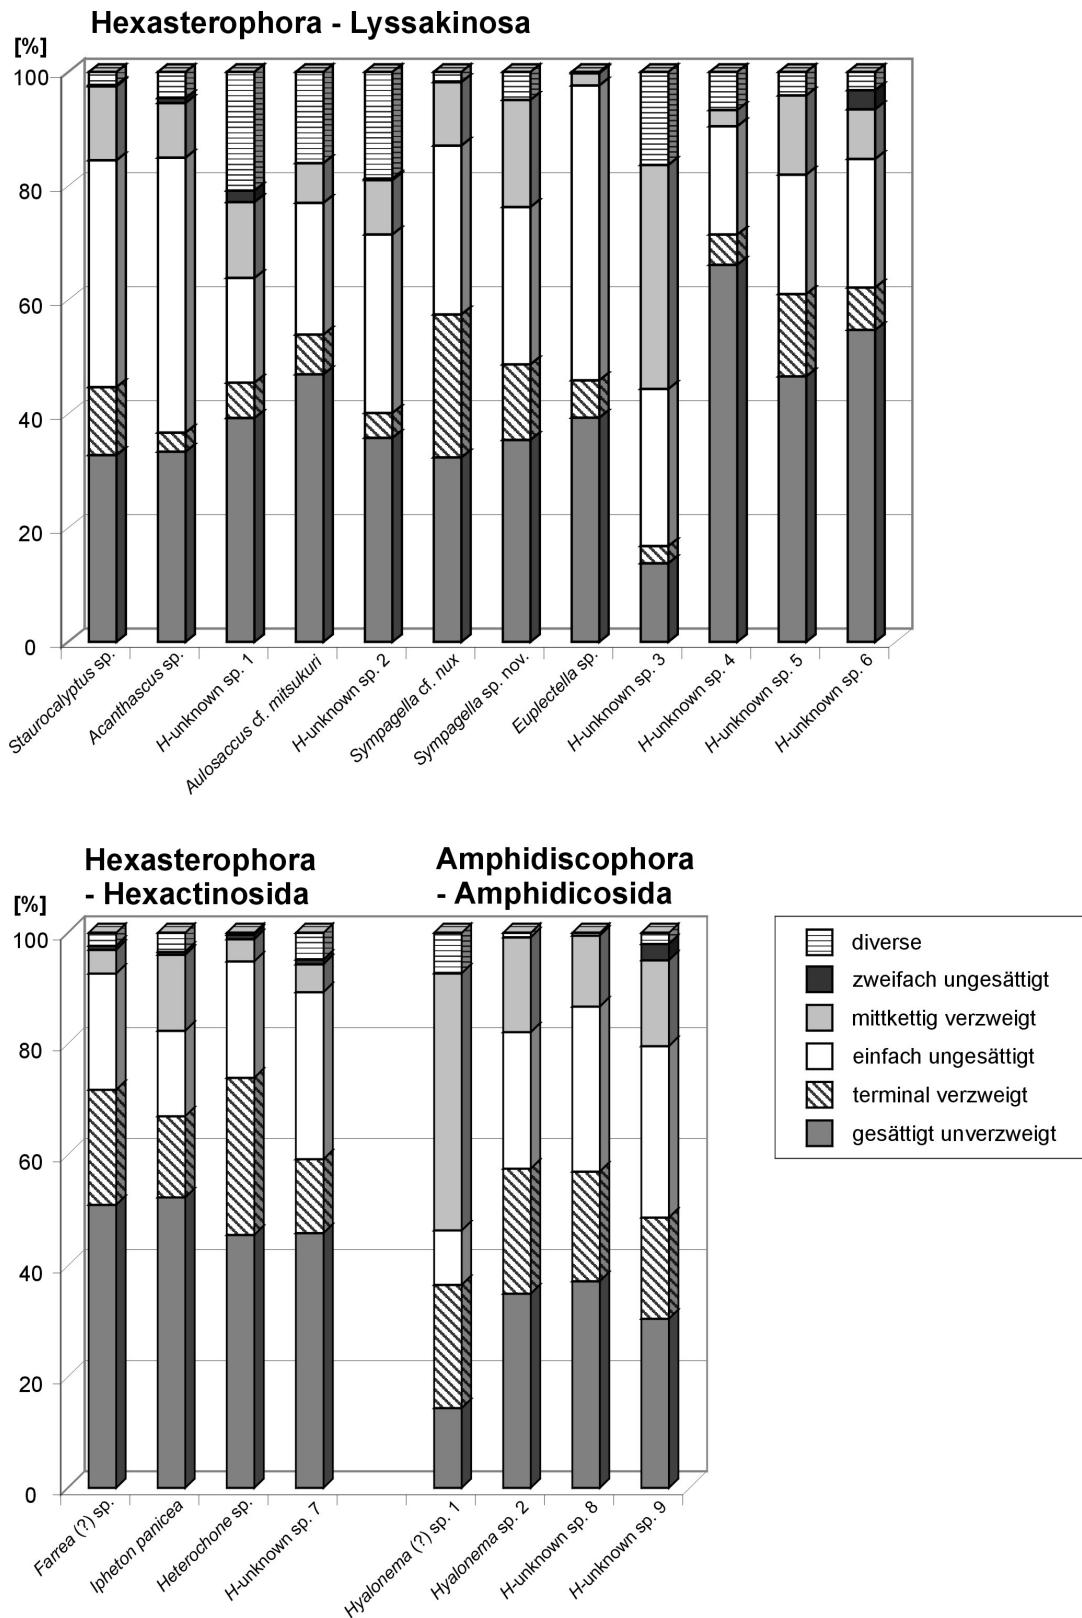 Hexasterophora - Lyssakinosa
[%]
100
80
60
40
20
0
Staurocalyptus sp.
Acanthascus sp.
H-unknown sp. 1
Aulosaccus cf. mitsukuri
H-unknown sp. 2
Sympagella cf. nux
Sympagella sp. nov.
Euplectella sp.
H-unknown sp. 3
H-unknown sp. 4
H-unknown sp. 5
H-unknown sp. 6
Hexasterophora
- Hexactinosida
Amphidiscophora
- Amphidicosida
[%]
100
80
60
40
20
0
Farrea (?) sp.
Ipheton panicea
Heterochone sp.
H-unknown sp. 7
Hyalonema (?) sp. 1
Hyalonema sp. 2
H-unknown sp. 8
H-unknown sp. 9
diverse
zweifach ungesättigt
mittkettig verzweigt
einfach ungesättigt
terminal verzweigt
gesättigt unverzweigt